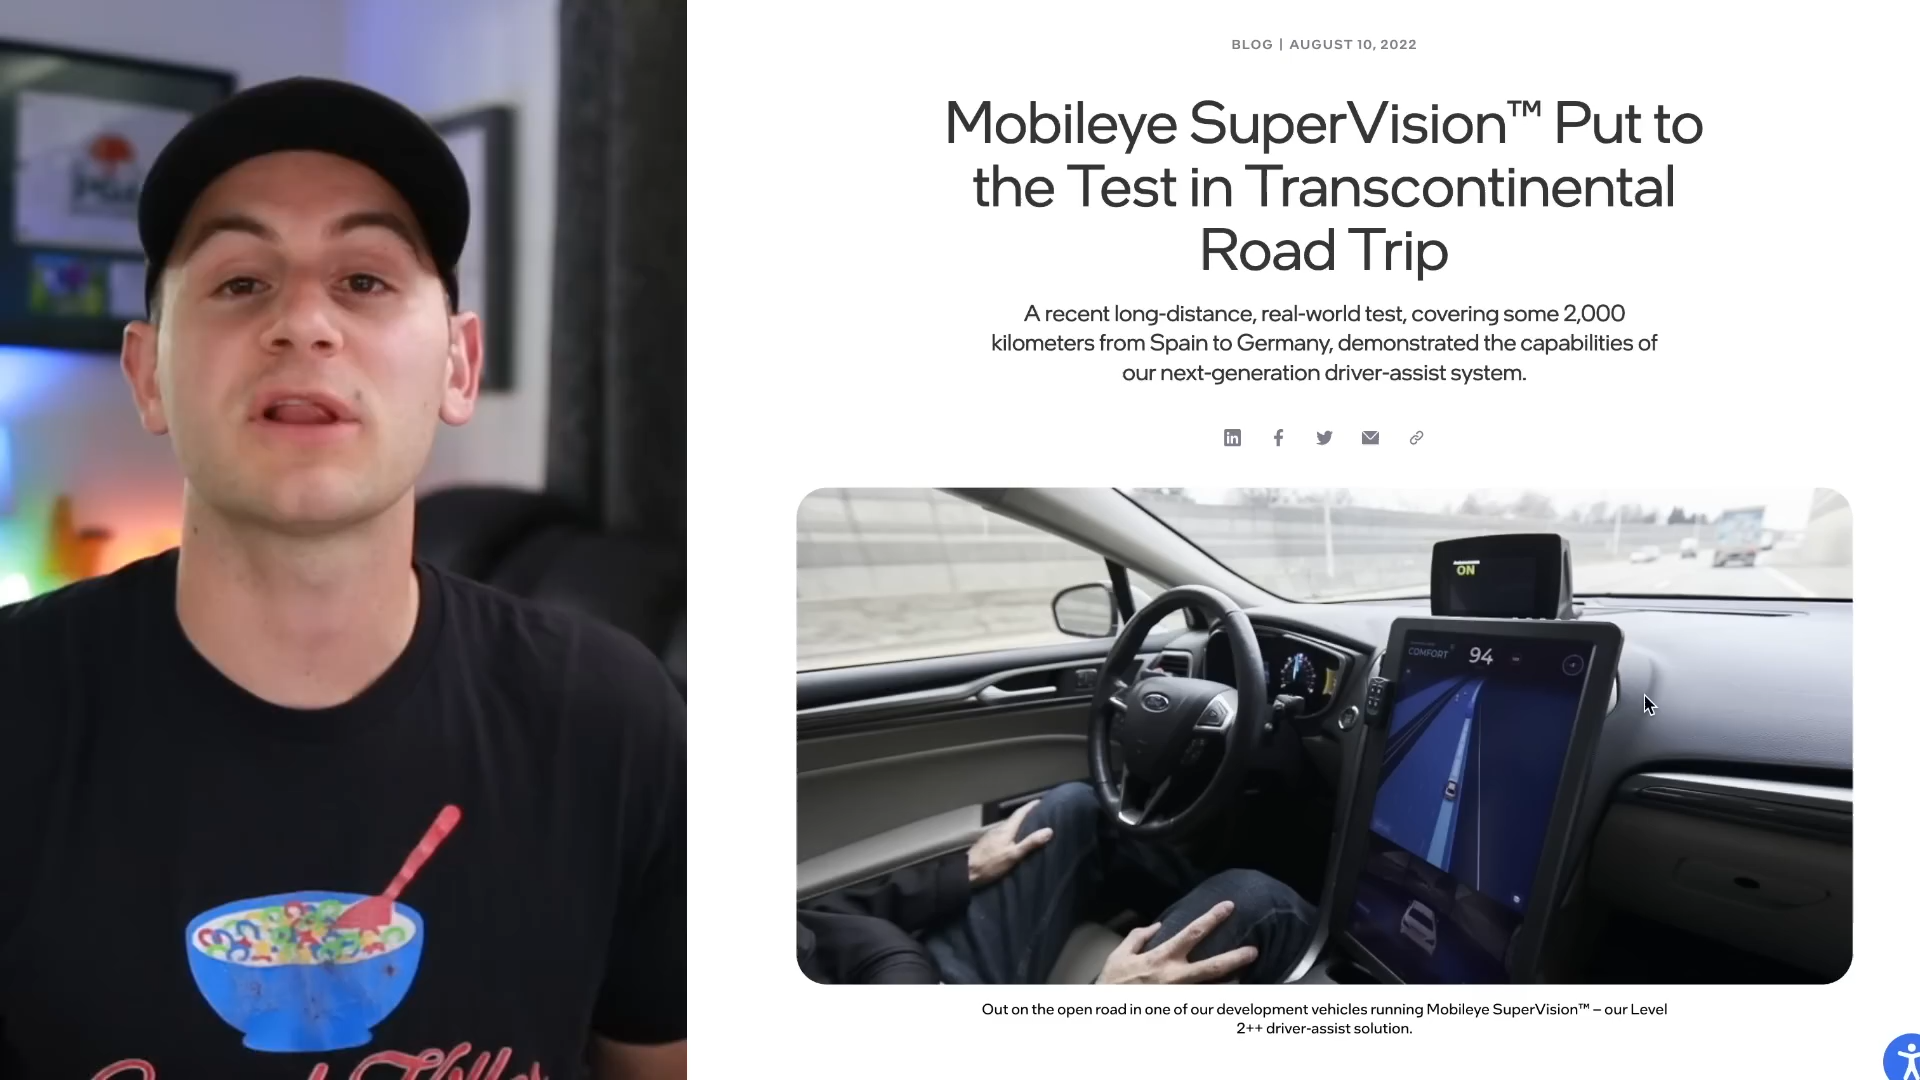 BLOG | AUGUST 10, 2022
Mobileye SuperVision™ Put to
the Test in Transcontinental
Road Trip
A recent long-distance, real-world test, covering some 2,000
kilometers from Spain to Germany, demonstrated the capabilities of
our next-generation driver-assist system.
ON
COMFORT 94
Ford
Out on the open road in one of our development vehicles running Mobileye SuperVision™ – our Level
2++ driver-assist solution.